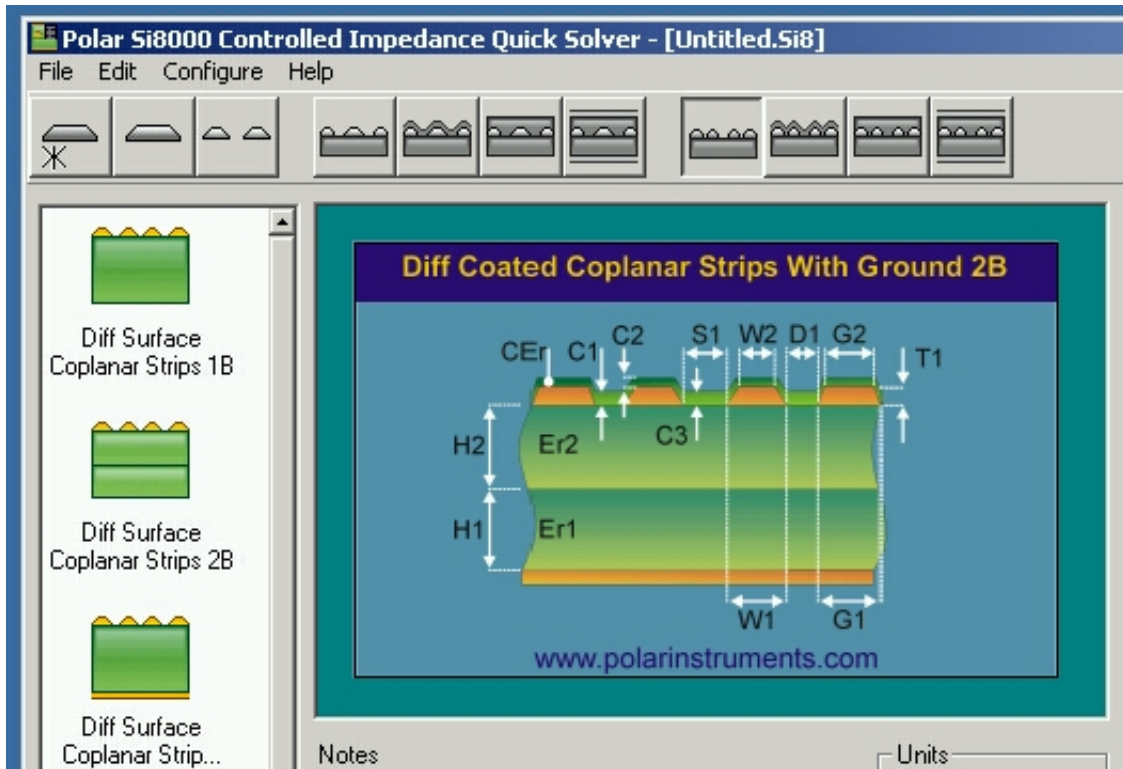 Polar Si8000 Controlled Impedance Quick Solver - [Untitled.Si8]
File Edit Configure Help
Diff Surface
Coplanar Strips 1B
Diff Surface
Coplanar Strips 2B
Diff Surface
Coplanar Strip...
Diff Coated Coplanar Strips With Ground 2B
CEr C1 C2 S1 W2 D1 G2 T1
C3
H2 Er2
H1 Er1
W1 G1
www.polarinstruments.com
Notes
Units